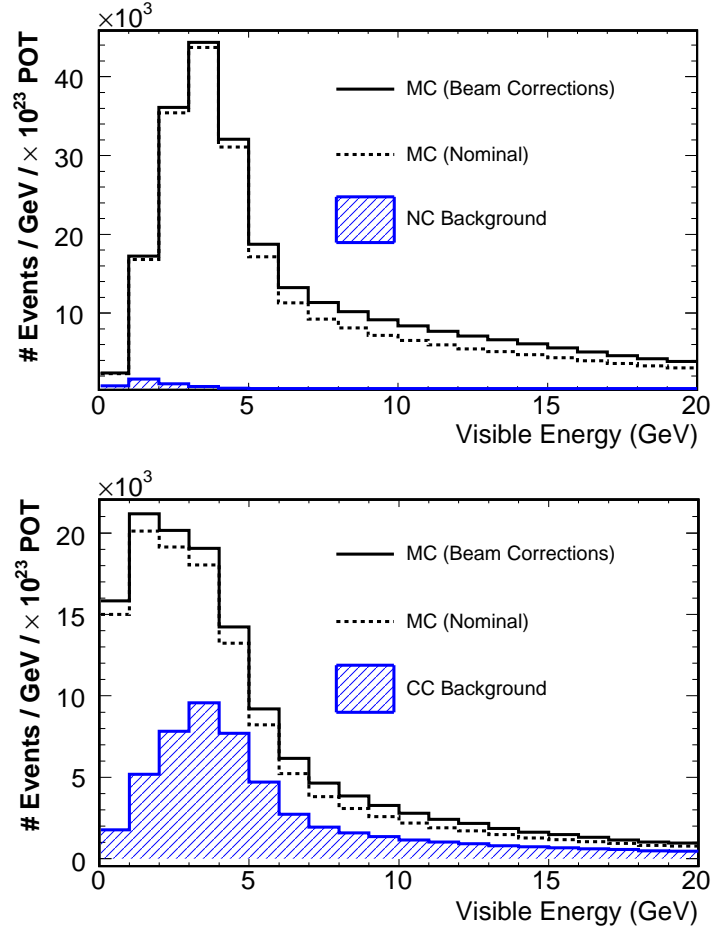 ×10³
# Events / GeV / × 10²³ POT
40
30
20
10
MC (Beam Corrections)
MC (Nominal)
NC Background
0 5 10 15 20
Visible Energy (GeV)
×10³
# Events / GeV / × 10²³ POT
20
15
10
5
0
MC (Beam Corrections)
MC (Nominal)
CC Background
0 5 10 15 20
Visible Energy (GeV)